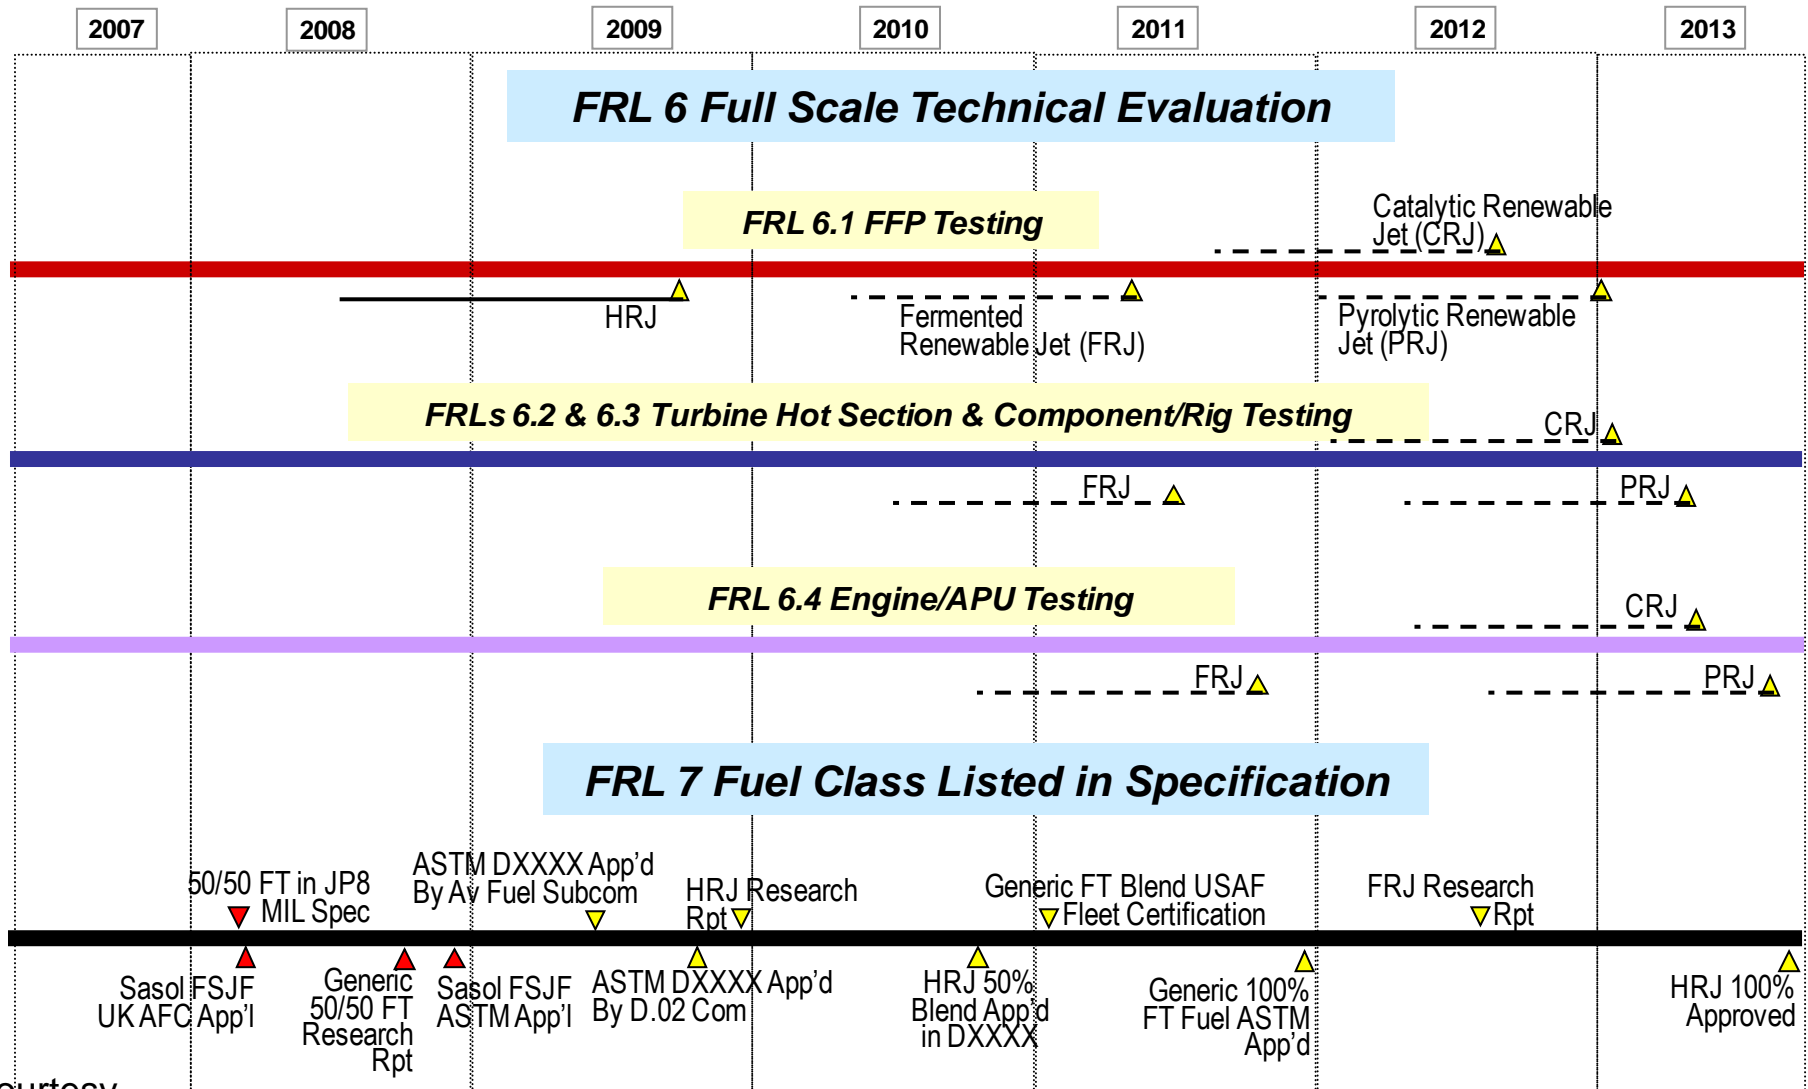 2007 2008 2009 2010 2011 2012 2013
FRL 6 Full Scale Technical Evaluation
FRL 6.1 FFP Testing
Catalytic Renewable
Jet (CRJ)
HRJ
Fermented
Renewable Jet (FRJ)
Pyrolytic Renewable
Jet (PRJ)
FRLs 6.2 & 6.3 Turbine Hot Section & Component/Rig Testing
CRJ
FRJ
PRJ
FRL 6.4 Engine/APU Testing
CRJ
FRJ
PRJ
FRL 7 Fuel Class Listed in Specification
50/50 FT in JP8
MIL Spec
ASTM DXXXX App’d
By Av Fuel Subcom
HRJ Research
Rpt
Generic FT Blend USAF
Fleet Certification
FRJ Research
Rpt
Sasol FSJF
UK AFC App’l
Generic
50/50 FT
Research
Rpt
Sasol FSJF
ASTM App’l
ASTM DXXXX App’d
By D.02 Com
HRJ 50%
Blend App’d
in DXXXX
Generic 100%
FT Fuel ASTM
App’d
HRJ 100%
Approved